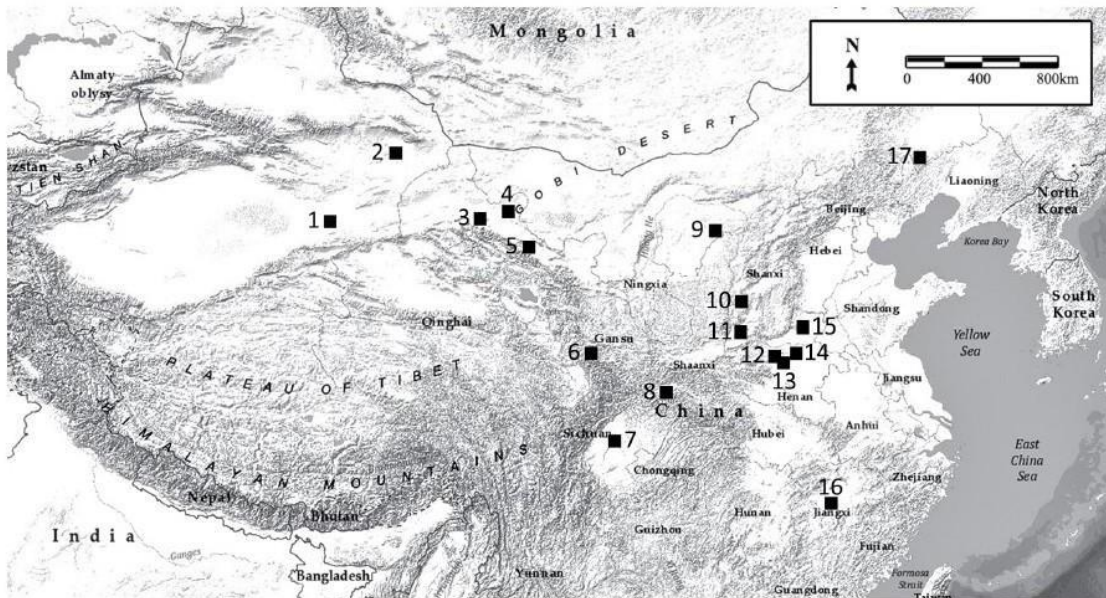 Mongolia
N
0 400 800km
Almaty
oblysy
zstan
TIEN SHAN
GOBI DESERT
Liaoning
North
Korea
Beijing
Korea Bay
Hebei
Shanxi
Ningxia
Shandong
South
Korea
Qinghai
Gansu
Yellow
Sea
PLATEAU OF TIBET
Shaanxi
Henan
Jiangsu
China
Anhui
Hubei
Sichuan
East
China
Sea
Chongqing
Zhejiang
HIMALAYAN MOUNTAINS
Nepal
Bhutan
Hunan
Jiangxi
Guizhou
India
Fujian
Ganges
Bangladesh
Yunnan
Formosa
Strait
Guangdong
1
2
3
4
5
6
7
8
9
10
11
12
13
14
15
16
17